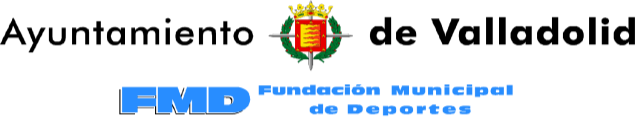 Ayuntamiento de Valladolid
FMD Fundación Municipal
de Deportes